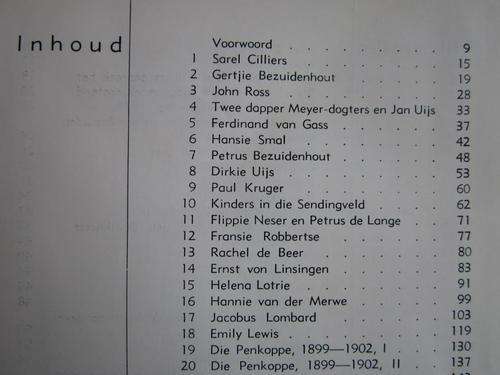 Inhoud
Voorwoord . . . . . . . . 9
1 Sarel Cilliers . . . . . . . 15
2 Gertjie Bezuidenhout . . . . . 19
3 John Ross . . . . . . . . 28
4 Twee dapper Meyer-dogters en Jan Uijs 33
5 Ferdinand van Gass . . . . . 37
6 Hansie Smal . . . . . . . 42
7 Petrus Bezuidenhout . . . . . 48
8 Dirkie Uijs . . . . . . . 53
9 Paul Kruger . . . . . . . 60
10 Kinders in die Sendingveld . . . . 62
11 Flippie Neser en Petrus de Lange . . 71
12 Fransie Robbertse . . . . . . 77
13 Rachel de Beer . . . . . . 80
14 Ernst von Linsingen . . . . . 83
15 Helena Lotrie . . . . . . . 91
16 Hannie van der Merwe . . . . 99
17 Jacobus Lombard . . . . . . 103
18 Emily Lewis . . . . . . . 119
19 Die Penkoppe, 1899—1902, I . . . 130
20 Die Penkoppe, 1899—1902, II . . . 137